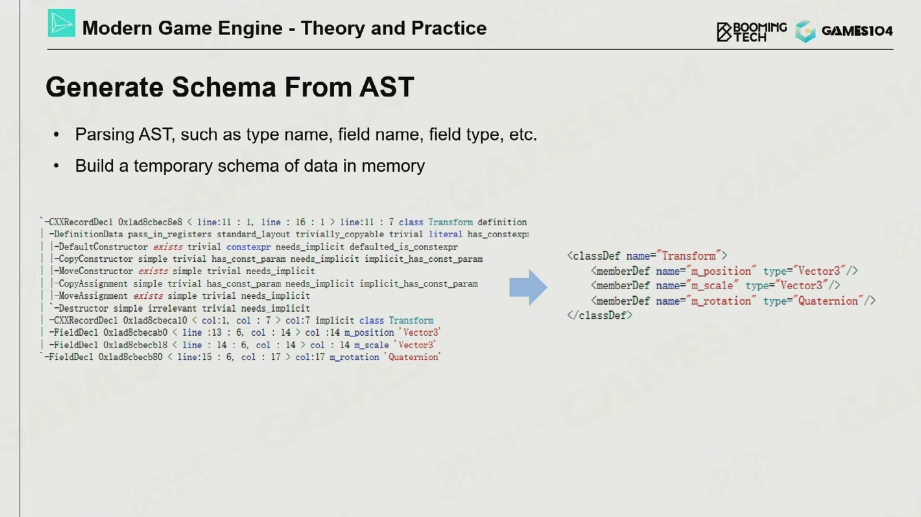 Modern Game Engine - Theory and Practice
BOOMING TECH
GAMES104
Generate Schema From AST
• Parsing AST, such as type name, field name, field type, etc.
• Build a temporary schema of data in memory
`-CXXRecordDecl 0x1ad8cbec8e8 < line:11 : 1, line : 16 : 1 > line:11 : 7 class Transform definition
| |-DefinitionData pass_in_registers standard_layout trivially_copyable trivial literal has_constexp
| | |-DefaultConstructor exists trivial constexpr needs_implicit defaulted_is_constexpr
| | |-CopyConstructor simple trivial has_const_param needs_implicit implicit_has_const_param
| | |-MoveConstructor exists simple trivial needs_implicit
| | |-CopyAssignment simple trivial has_const_param needs_implicit implicit_has_const_param
| | |-MoveAssignment exists simple trivial needs_implicit
| | `-Destructor simple irrelevant trivial needs_implicit
| |-CXXRecordDecl 0x1ad8cbeca10 < col:1, col : 7 > col:7 implicit class Transform
| |-FieldDecl 0x1ad8cbecab0 < line :13 : 6, col : 14 > col :14 m_position 'Vector3'
| |-FieldDecl 0x1ad8cbecb18 < line : 14 : 6, col : 14 > col : 14 m_scale 'Vector3'
`-FieldDecl 0x1ad8cbecb80 < line:15 : 6, col : 17 > col:17 m_rotation 'Quaternion'
<classDef name="Transform">
<memberDef name="m_position" type="Vector3"/>
<memberDef name="m_scale" type="Vector3"/>
<memberDef name="m_rotation" type="Quaternion"/>
</classDef>